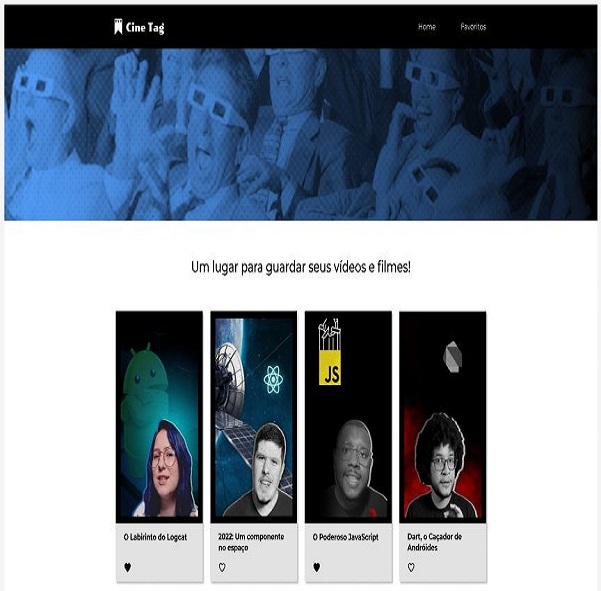 Cine Tag
Home
Favoritos
Um lugar para guardar seus vídeos e filmes!
JS
O Labirinto do Logcat
2022: Um componente
no espaço
O Poderoso JavaScript
Dart, o Caçador de
Andróides